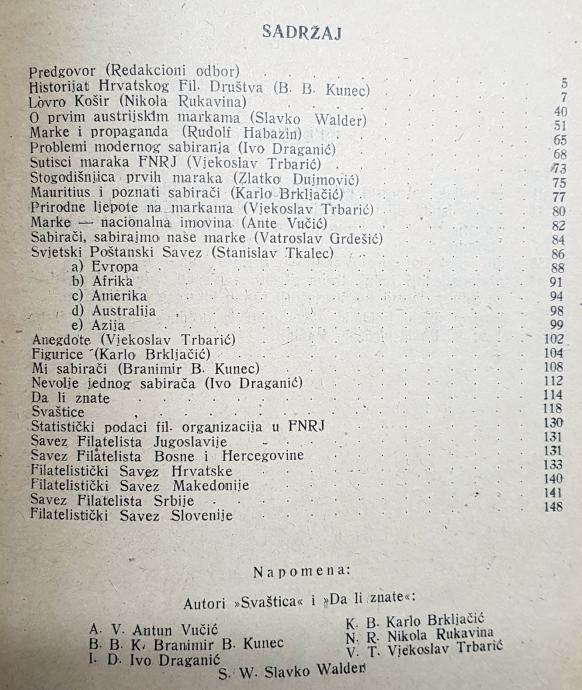 SADRŽAJ
Predgovor (Redakcioni odbor) 5
Historijat Hrvatskog Fil. Društva (B. B. Kunec) 7
Lovro Košir (Nikola Rukavina) 40
O prvim austrijskim markama (Slavko Walder) 51
Marke i propaganda (Rudolf Habazin) 65
Problemi modernog sabiranja (Ivo Draganić) 68
Sutisci maraka FNRJ (Vjekoslav Trbarić) 73
Stogodišnjica prvih maraka (Zlatko Dujmović) 75
Mauritius i poznati sabirači (Karlo Brkljačić) 77
Prirodne ljepote na markama (Vjekoslav Trbarić) 80
Marke — nacionalna imovina (Ante Vučić) 82
Sabirači, sabirajmo naše marke (Vatroslav Grdešić) 84
Svjetski Poštanski Savez (Stanislav Tkalec) 86
a) Evropa 88
b) Afrika 91
c) Amerika 94
d) Australija 98
e) Azija 99
Anegdote (Vjekoslav Trbarić) 102
Figurice (Karlo Brkljačić) 104
Mi sabirači (Branimir B. Kunec) 108
Nevolje jednog sabirača (Ivo Draganić) 112
Da li znate 114
Svaštice 118
Statistički podaci fil. organizacija u FNRJ 130
Savez Filatelista Jugoslavije 131
Savez Filatelista Bosne i Hercegovine 131
Filatelistički Savez Hrvatske 133
Filatelistički Savez Makedonije 140
Savez Filatelista Srbije 141
Filatelistički Savez Slovenije 148
Napomena:
Autori »Svaštica« i »Da li znate«:
A. V. Antun Vučić
B. B. K. Branimir B. Kunec
I. D. Ivo Draganić
K. B. Karlo Brkljačić
N. R. Nikola Rukavina
V. T. Vjekoslav Trbarić
S. W. Slavko Walder